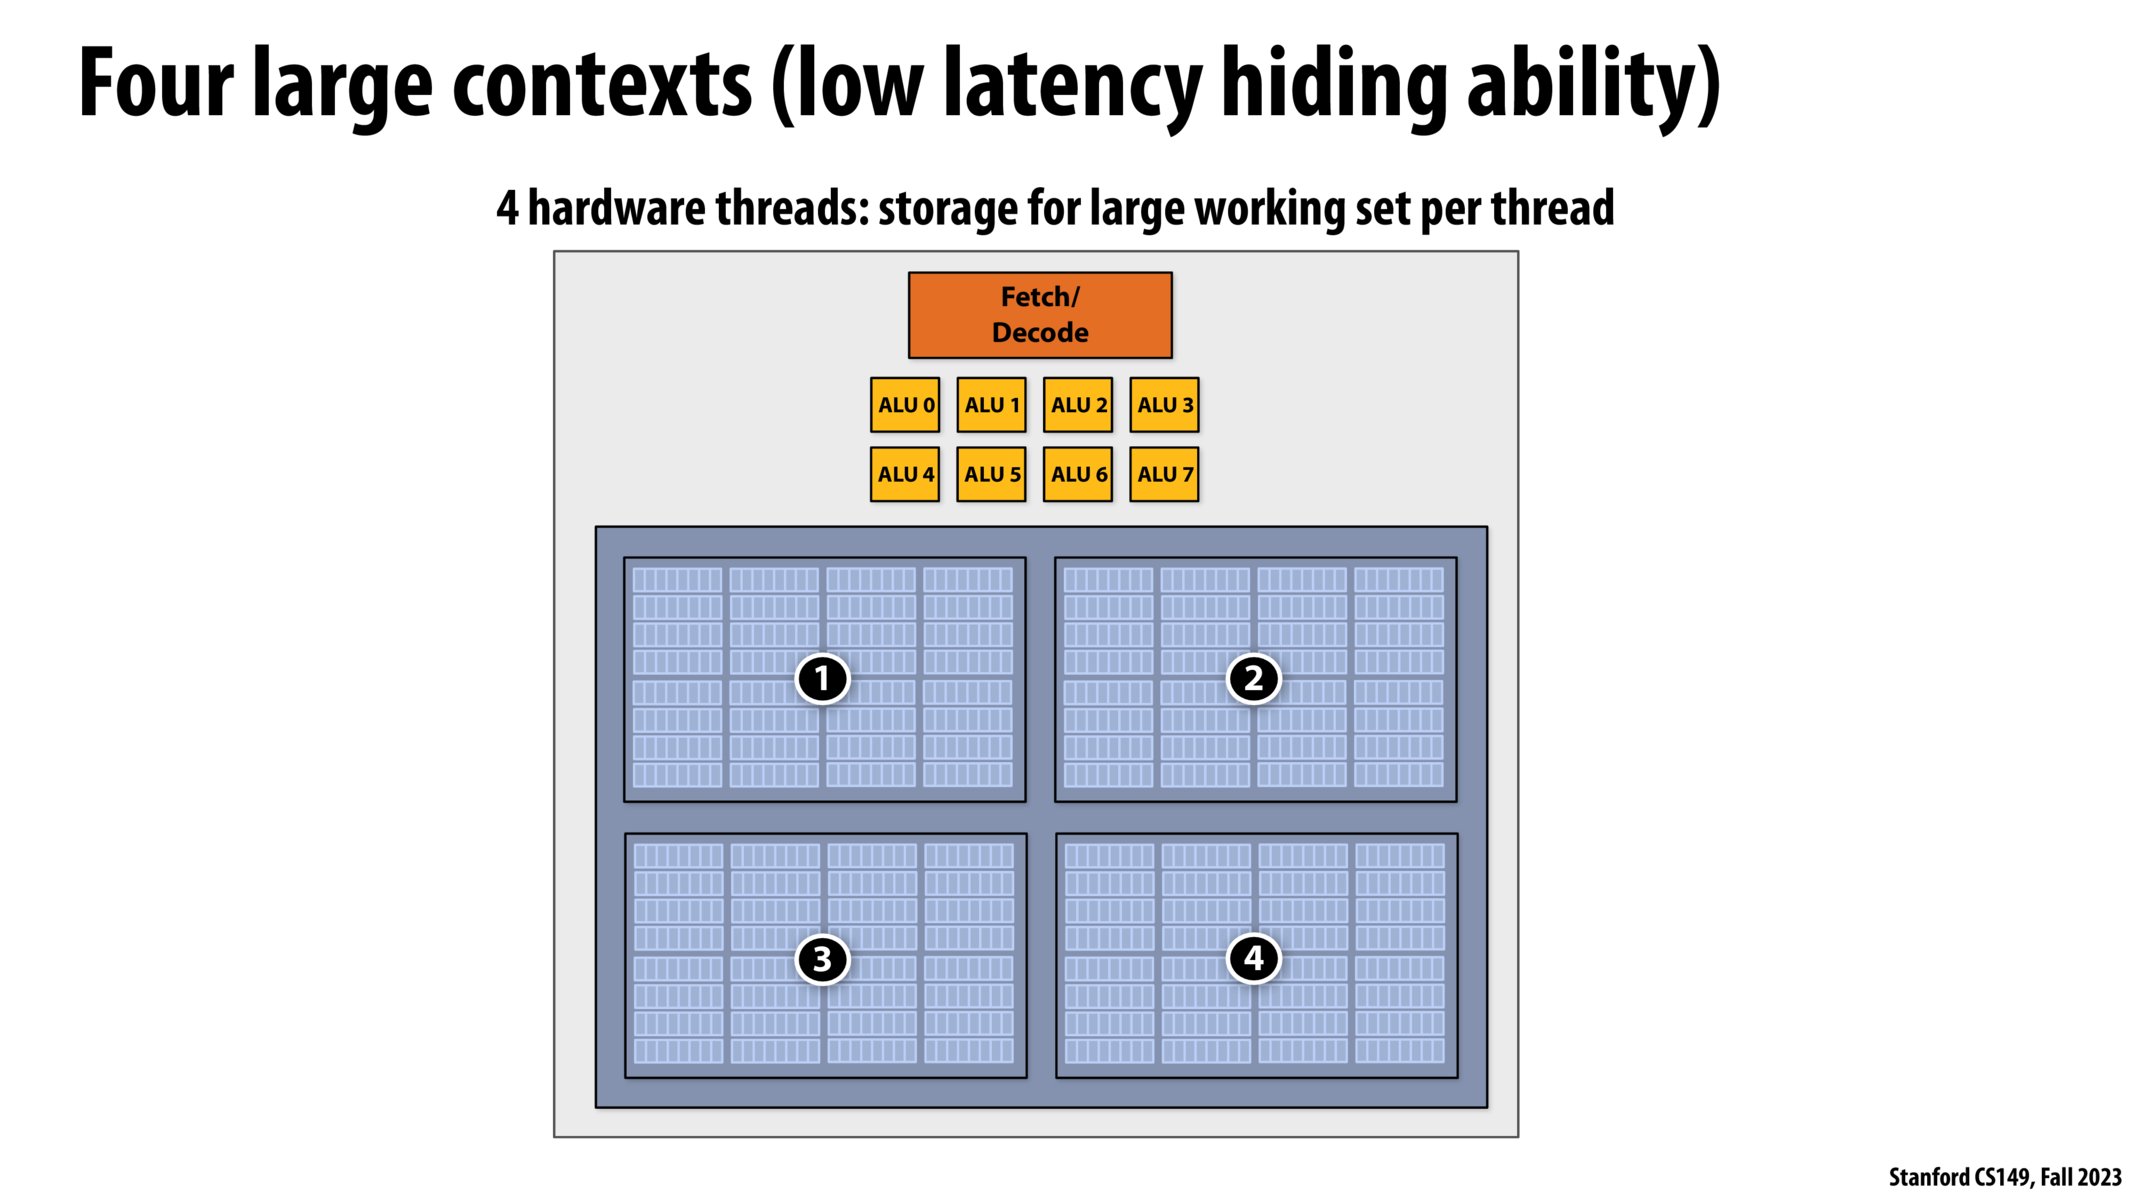 Four large contexts (low latency hiding ability)
4 hardware threads: storage for large working set per thread
Fetch/
Decode
ALU 0 ALU 1 ALU 2 ALU 3
ALU 4 ALU 5 ALU 6 ALU 7
1 2
3 4
Stanford CS149, Fall 2023